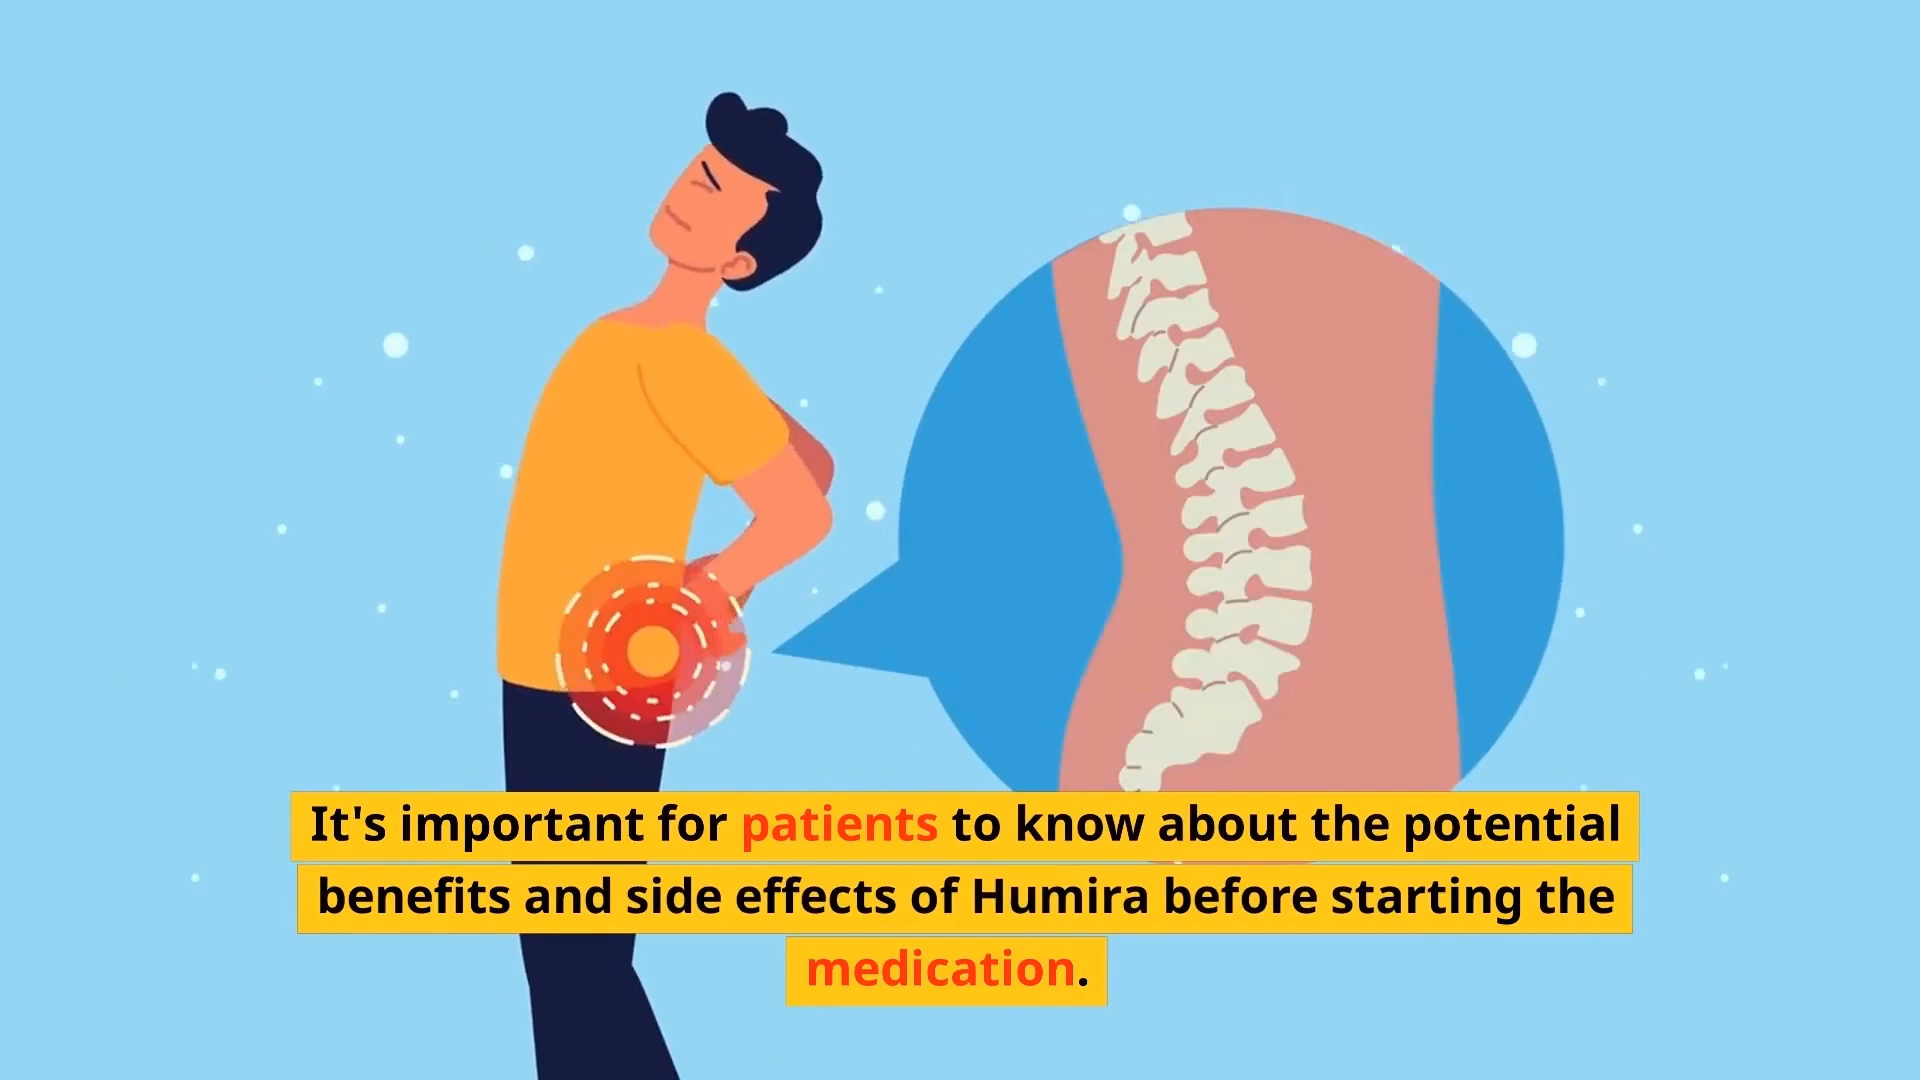 It's important for patients to know about the potential
benefits and side effects of Humira before starting the
medication.